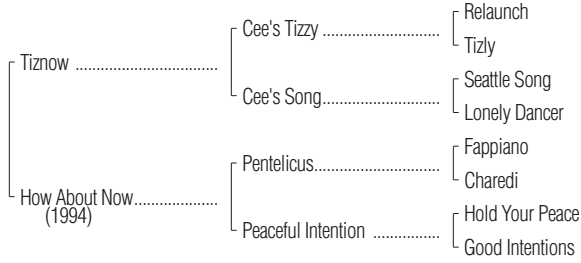 Relaunch
Cee's Tizzy ............................
Tizly
Tiznow ..................................
Seattle Song
Cee's Song............................
Lonely Dancer
Fappiano
Pentelicus..............................
Charedi
How About Now....................
(1994)
Hold Your Peace
Peaceful Intention ................
Good Intentions